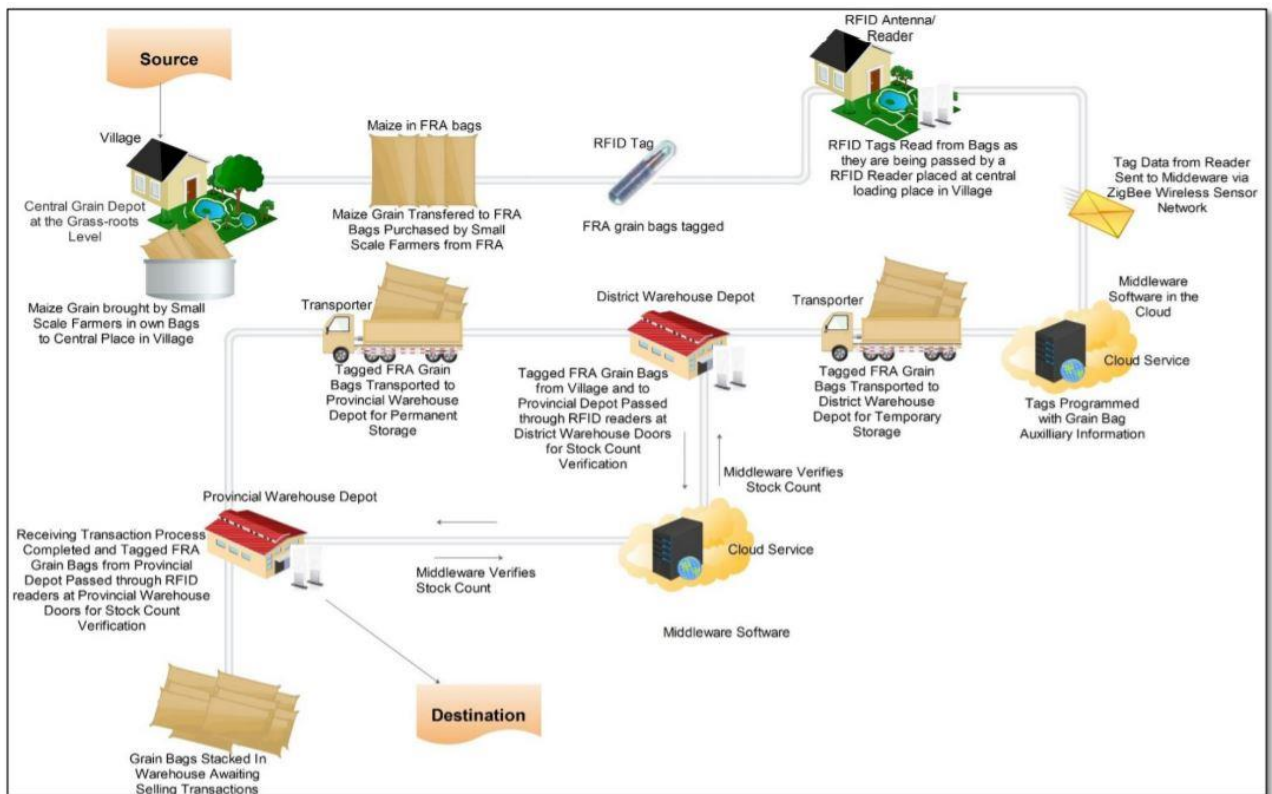 Source
Village
Central Grain Depot
at the Grass-roots
Level
Maize Grain brought by Small
Scale Farmers in own Bags
to Central Place in Village
Maize in FRA bags
Maize Grain Transfered to FRA
Bags Purchased by Small
Scale Farmers from FRA
RFID Tag
FRA grain bags tagged
RFID Antenna/
Reader
RFID Tags Read from Bags as
they are being passed by a
RFID Reader placed at central
loading place in Village
Tag Data from Reader
Sent to Middeware via
ZigBee Wireless Sensor
Network
Middleware
Software in the
Cloud
Cloud Service
Tags Programmed
with Grain Bag
Auxilliary Information
Transporter
Tagged FRA Grain
Bags Transported to
District Warehouse
Depot for Temporary
Storage
District Warehouse Depot
Tagged FRA Grain Bags
from Village and to
Provincial Depot Passed
through RFID readers at
District Warehouse Doors
for Stock Count
Verification
Transporter
Tagged FRA Grain
Bags Transported to
Provincial Warehouse
Depot for Permanent
Storage
Middleware Verifies
Stock Count
Cloud Service
Middleware Software
Middleware Verifies
Stock Count
Provincial Warehouse Depot
Receiving Transaction Process
Completed and Tagged FRA
Grain Bags from Provincial
Depot Passed through RFID
readers at Provincial Warehouse
Doors for Stock Count
Verification
Destination
Grain Bags Stacked In
Warehouse Awaiting
Selling Transactions